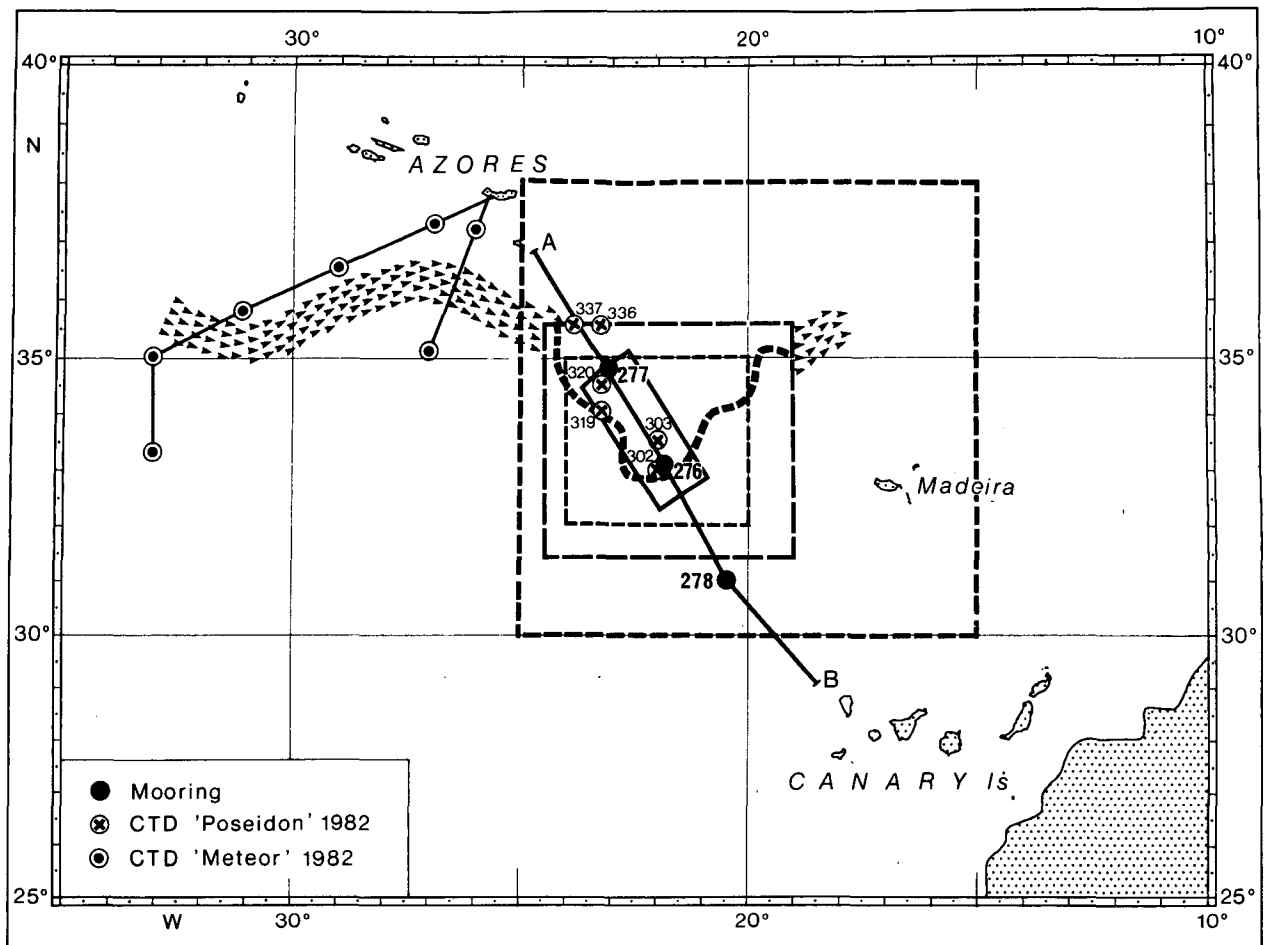 30° 20° 10°
40° 40°
N
AZORES
A
337 336
35° 35°
320 277
319 303
302 276
Madeira
278
30° 30°
B
CANARY Is
Mooring
CTD 'Poseidon' 1982
CTD 'Meteor' 1982
25° 25°
W 30° 20° 10°